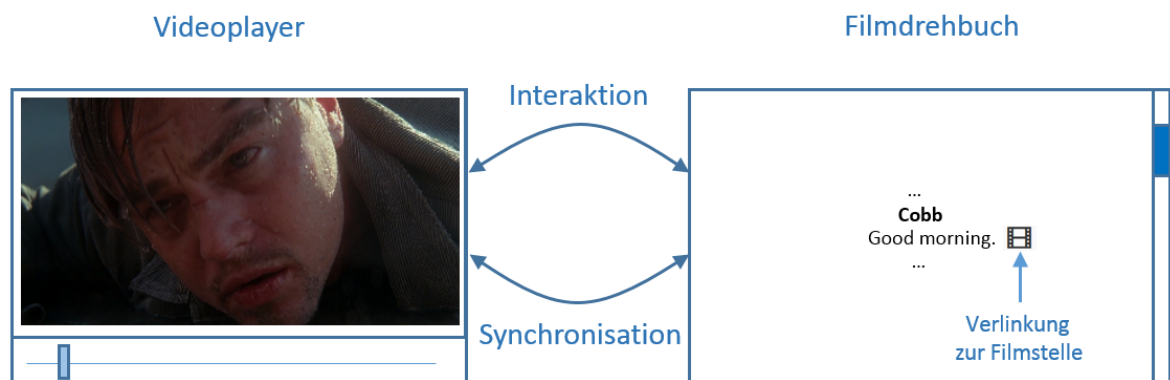 Videoplayer
Filmdrehbuch
Interaktion
...
Cobb
Good morning.
...
Synchronisation
Verlinkung
zur Filmstelle